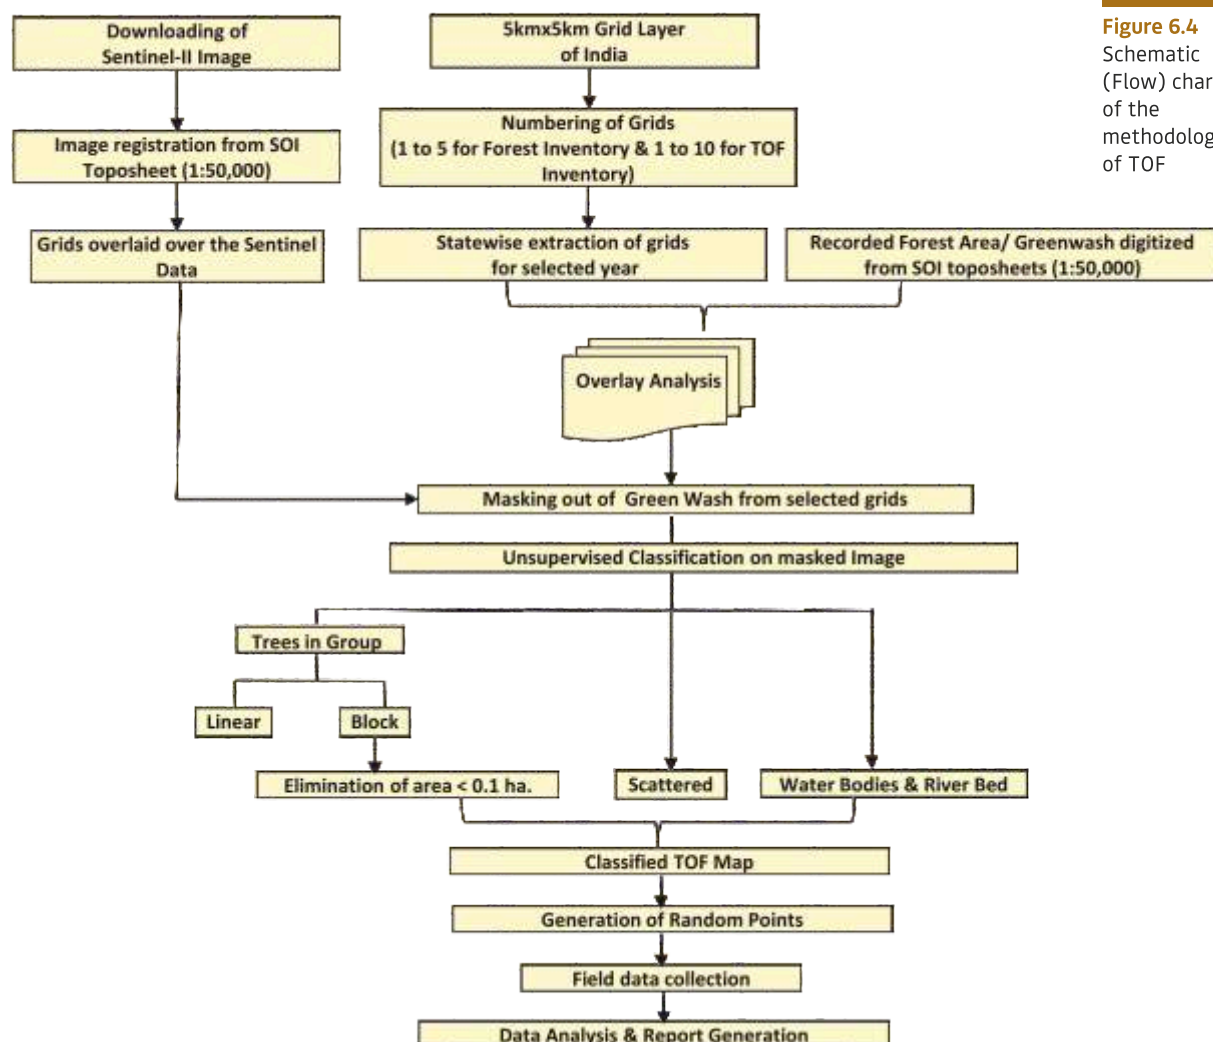 Downloading of
Sentinel-II Image
5kmx5km Grid Layer
of India
Figure 6.4
Schematic
(Flow) char
of the
methodolog
of TOF
Image registration from SOI
Toposheet (1:50,000)
Numbering of Grids
(1 to 5 for Forest Inventory & 1 to 10 for TOF
Inventory)
Grids overlaid over the Sentinel
Data
Statewise extraction of grids
for selected year
Recorded Forest Area/ Greenwash digitized
from SOI toposheets (1:50,000)
Overlay Analysis
Masking out of Green Wash from selected grids
Unsupervised Classification on masked Image
Trees in Group
Linear
Block
Elimination of area < 0.1 ha.
Scattered
Water Bodies & River Bed
Classified TOF Map
Generation of Random Points
Field data collection
Data Analysis & Report Generation